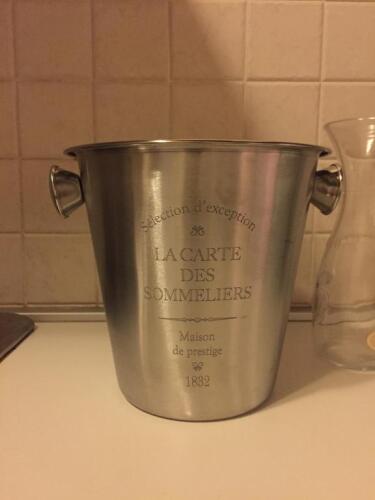 Sélection d'exception
LA CARTE
DES
SOMMELIERS
Maison
de prestige
1832